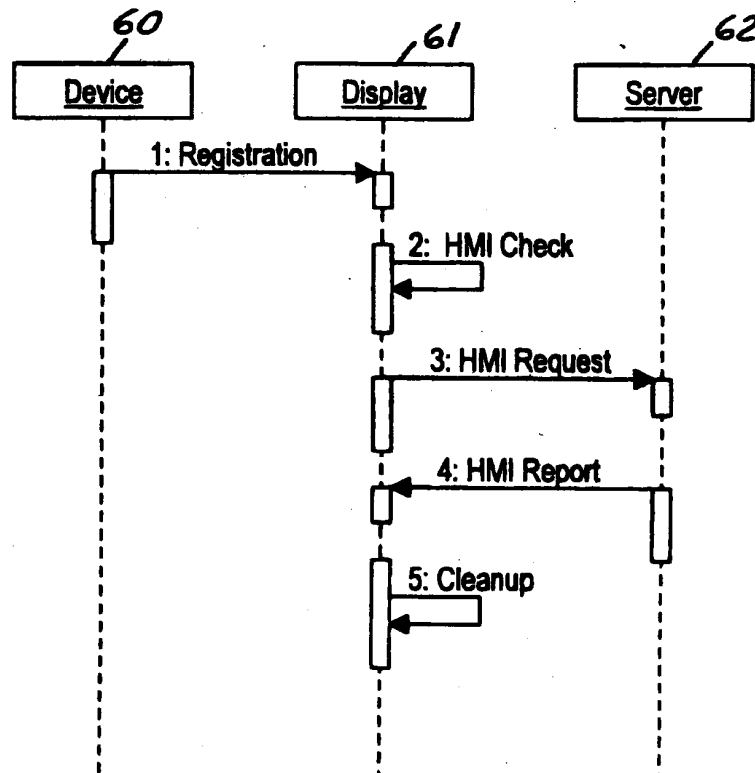 60
61
62
Device
Display
Server
1: Registration
2: HMI Check
3: HMI Request
4: HMI Report
5: Cleanup